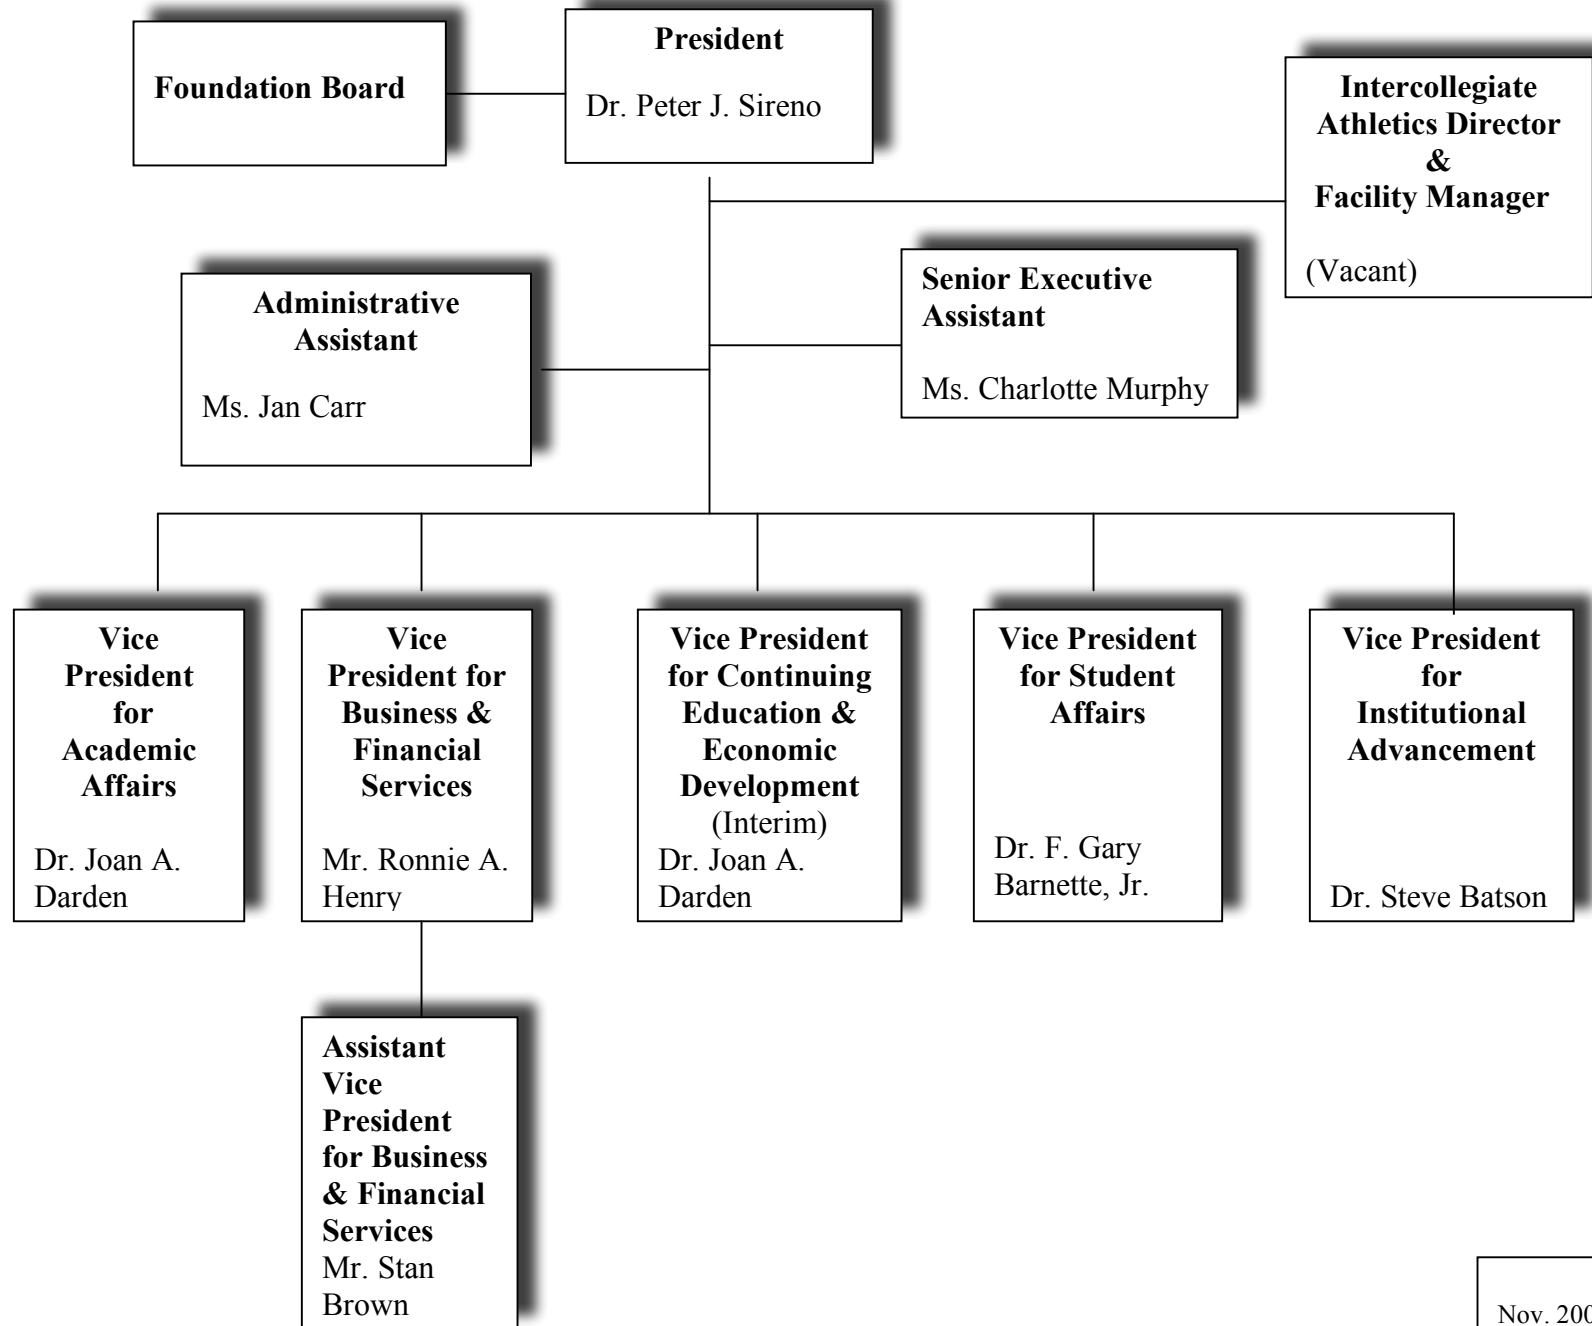 Foundation Board
President
Dr. Peter J. Sireno
Intercollegiate
Athletics Director
&
Facility Manager
(Vacant)
Administrative
Assistant
Ms. Jan Carr
Senior Executive
Assistant
Ms. Charlotte Murphy
Vice
President
for
Academic
Affairs
Dr. Joan A.
Darden
Vice
President for
Business &
Financial
Services
Mr. Ronnie A.
Henry
Vice President
for Continuing
Education &
Economic
Development
(Interim)
Dr. Joan A.
Darden
Vice President
for Student
Affairs
Dr. F. Gary
Barnette, Jr.
Vice President
for
Institutional
Advancement
Dr. Steve Batson
Assistant
Vice
President
for Business
& Financial
Services
Mr. Stan
Brown
Nov.